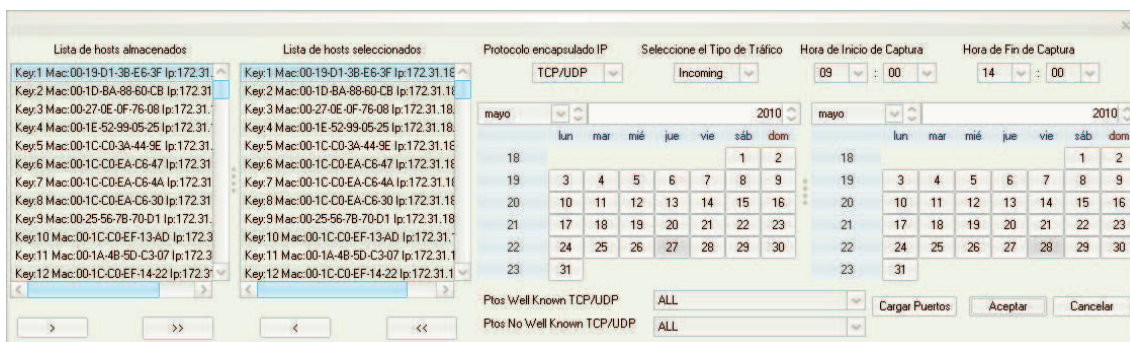 Lista de hosts almacenados
Key:1 Mac:00-19-D1-3B-E6-3F Ip:172.31.
Key:2 Mac:00-1D-BA-88-60-CB Ip:172.31
Key:3 Mac:00-27-0E-0F-76-08 Ip:172.31.
Key:4 Mac:00-1E-52-99-05-25 Ip:172.31.
Key:5 Mac:00-1C-C0-3A-44-9E Ip:172.31.
Key:6 Mac:00-1C-C0-EA-C6-47 Ip:172.31
Key:7 Mac:00-1C-C0-EA-C6-4A Ip:172.31
Key:8 Mac:00-1C-C0-EA-C6-30 Ip:172.31
Key:9 Mac:00-25-56-7B-70-D1 Ip:172.31.
Key:10 Mac:00-1C-C0-EF-13-AD Ip:172.3
Key:11 Mac:00-1A-4B-5D-C3-07 Ip:172.31
Key:12 Mac:00-1C-C0-EF-14-22 Ip:172.3
> >>
Lista de hosts seleccionados
Key:1 Mac:00-19-D1-3B-E6-3F Ip:172.31.18
Key:2 Mac:00-1D-BA-88-60-CB Ip:172.31.18
Key:3 Mac:00-27-0E-0F-76-08 Ip:172.31.18.
Key:4 Mac:00-1E-52-99-05-25 Ip:172.31.18.
Key:5 Mac:00-1C-C0-3A-44-9E Ip:172.31.18
Key:6 Mac:00-1C-C0-EA-C6-47 Ip:172.31.18
Key:7 Mac:00-1C-C0-EA-C6-4A Ip:172.31.18
Key:8 Mac:00-1C-C0-EA-C6-30 Ip:172.31.18
Key:9 Mac:00-25-56-7B-70-D1 Ip:172.31.18
Key:10 Mac:00-1C-C0-EF-13-AD Ip:172.31.1
Key:11 Mac:00-1A-4B-5D-C3-07 Ip:172.31.1
Key:12 Mac:00-1C-C0-EF-14-22 Ip:172.31.1
< <<
Protocolo encapsulado IP
TCP/UDP
Seleccione el Tipo de Tráfico
Incoming
Hora de Inicio de Captura
09 : 00
Hora de Fin de Captura
14 : 00
mayo 2010
lun mar mié jue vie sáb dom
18 1 2
19 3 4 5 6 7 8 9
20 10 11 12 13 14 15 16
21 17 18 19 20 21 22 23
22 24 25 26 27 28 29 30
23 31
mayo 2010
lun mar mié jue vie sáb dom
18 1 2
19 3 4 5 6 7 8 9
20 10 11 12 13 14 15 16
21 17 18 19 20 21 22 23
22 24 25 26 27 28 29 30
23 31
Ptos Well Known TCP/UDP ALL
Ptos No Well Known TCP/UDP ALL
Cargar Puertos Aceptar Cancelar